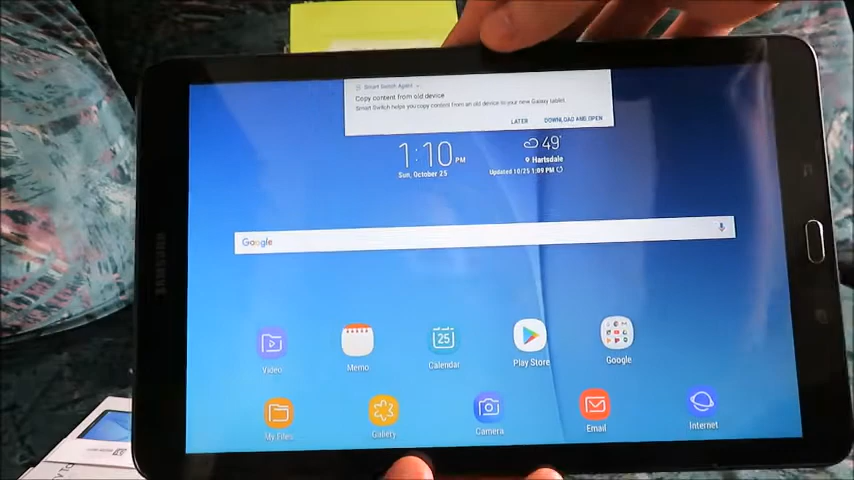 Smart Switch Agent
Copy content from old device
Smart Switch helps you copy content from an old device to your new Galaxy tablet.
LATER DOWNLOAD AND OPEN
1:10 PM
Sun, October 25
49°
Hartsdale
Updated 10/25 1:09 PM
SAMSUNG
Google
Video
Memo
25
Calendar
Play Store
Google
My Files
Gallery
Camera
Email
Internet